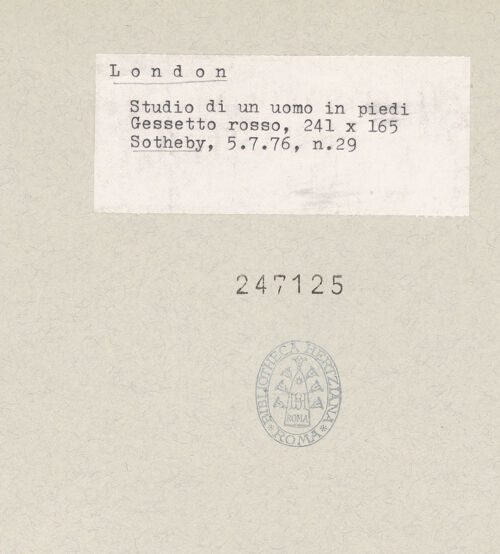 London
Studio di un uomo in piedi
Gessetto rosso, 241 x 165
Sotheby, 5.7.76, n.29
247125
BIBLIOTHECA HERTZIANA
ROMA
* ROMA *